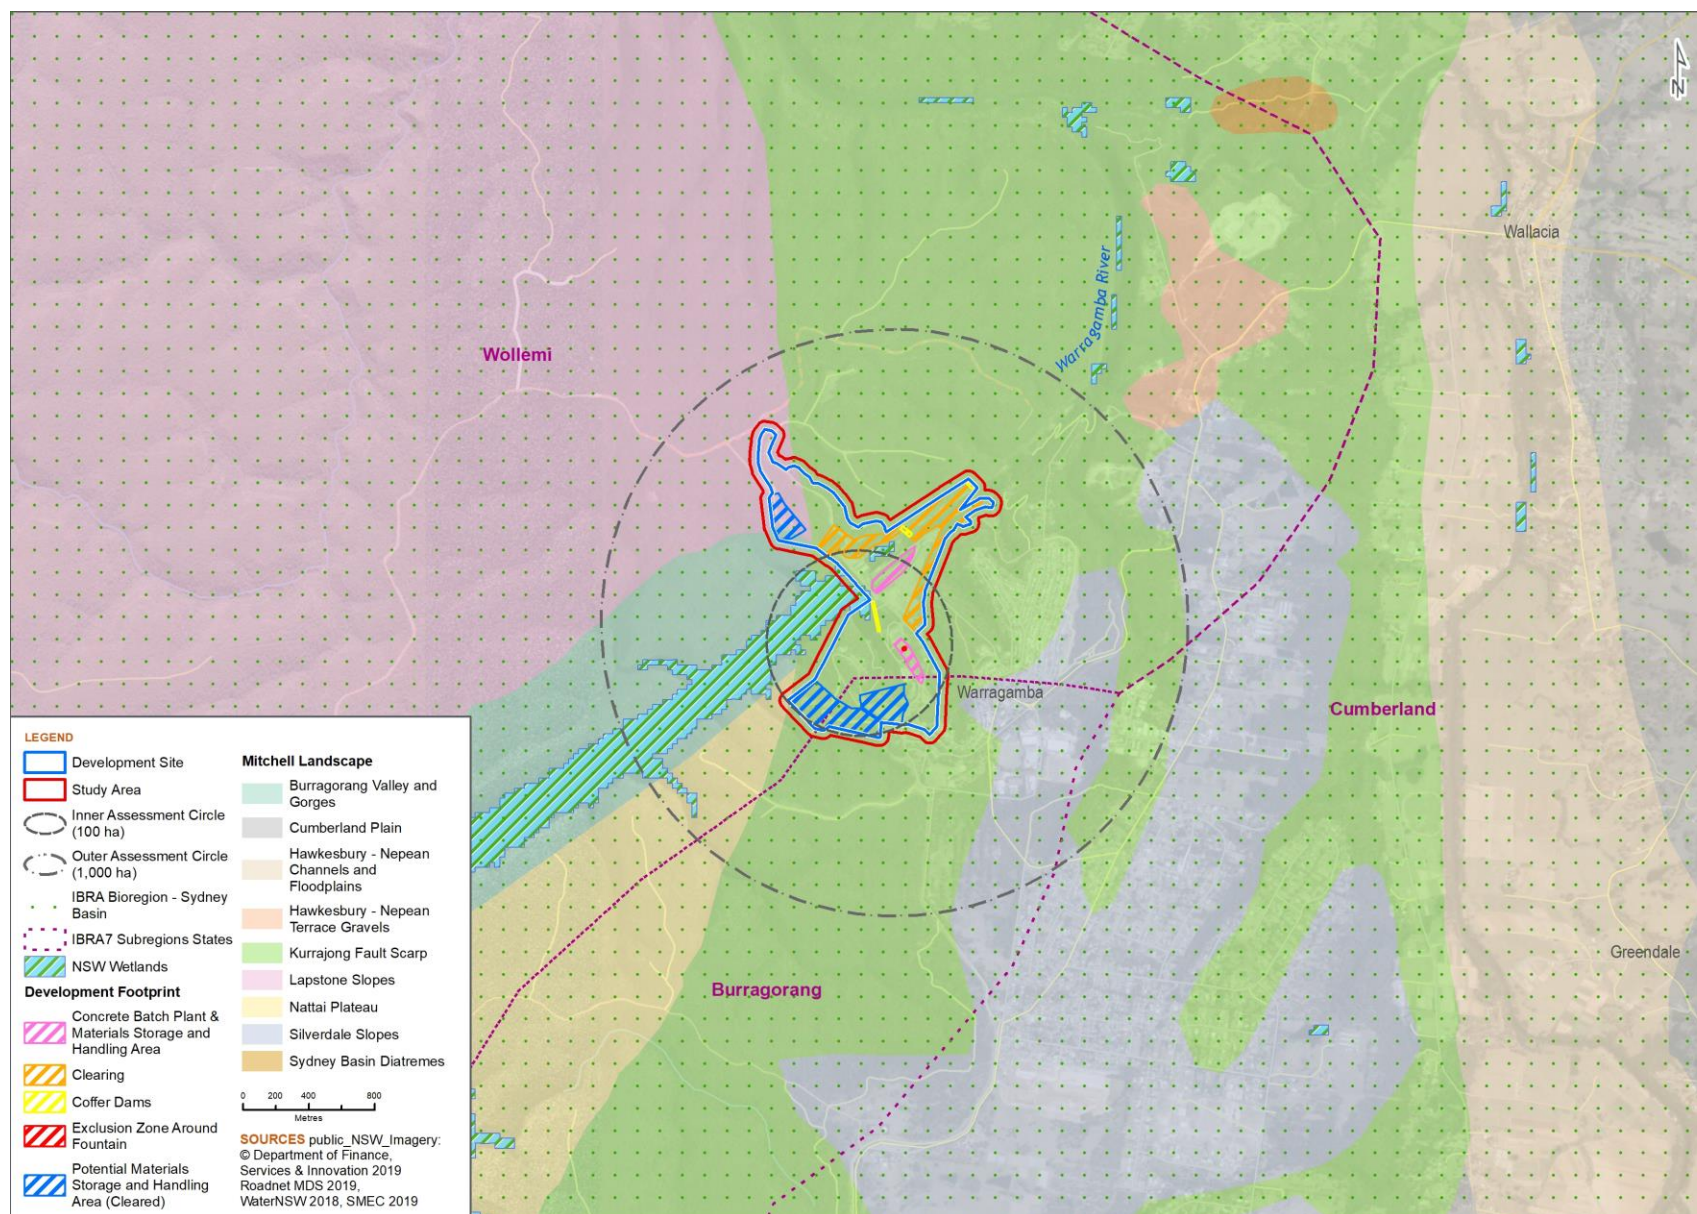 N
Wallacia
Warragamba River
Wollemi
Warragamba
Cumberland
Greendale
Burragorang
LEGEND
Development Site
Study Area
Inner Assessment Circle
(100 ha)
Outer Assessment Circle
(1,000 ha)
IBRA Bioregion - Sydney
Basin
IBRA7 Subregions States
NSW Wetlands
Development Footprint
Concrete Batch Plant &
Materials Storage and
Handling Area
Clearing
Coffer Dams
Exclusion Zone Around
Fountain
Potential Materials
Storage and Handling
Area (Cleared)
Mitchell Landscape
Burragorang Valley and
Gorges
Cumberland Plain
Hawkesbury - Nepean
Channels and
Floodplains
Hawkesbury - Nepean
Terrace Gravels
Kurrajong Fault Scarp
Lapstone Slopes
Nattai Plateau
Silverdale Slopes
Sydney Basin Diatremes
0 200 400 800
Metres
SOURCES public_NSW_Imagery:
© Department of Finance,
Services & Innovation 2019
Roadnet MDS 2019,
WaterNSW 2018, SMEC 2019